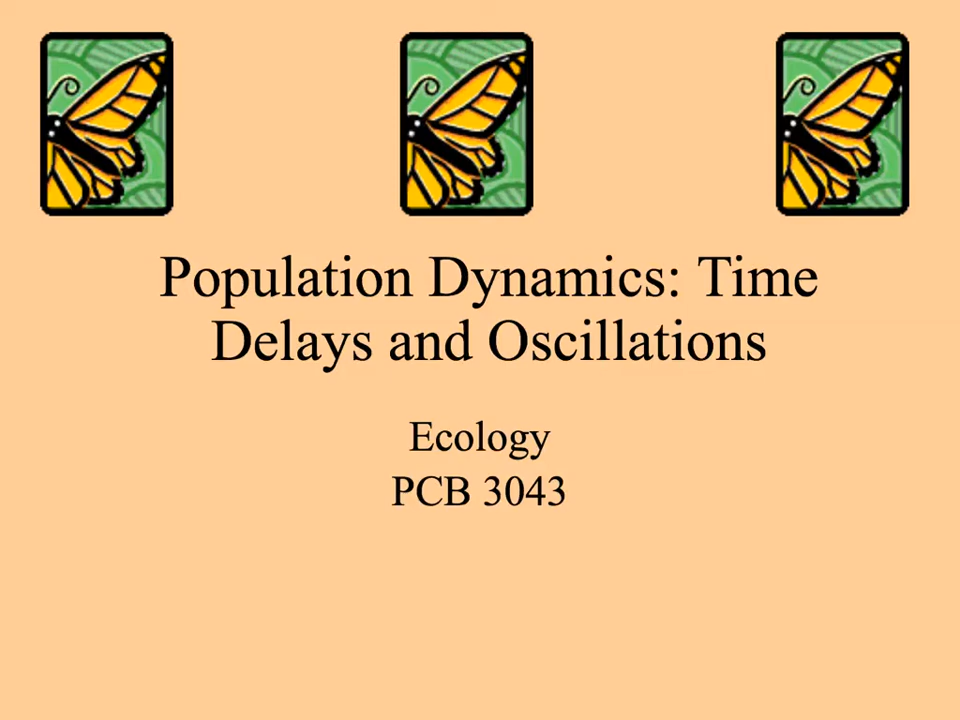 Population Dynamics: Time
Delays and Oscillations
Ecology
PCB 3043